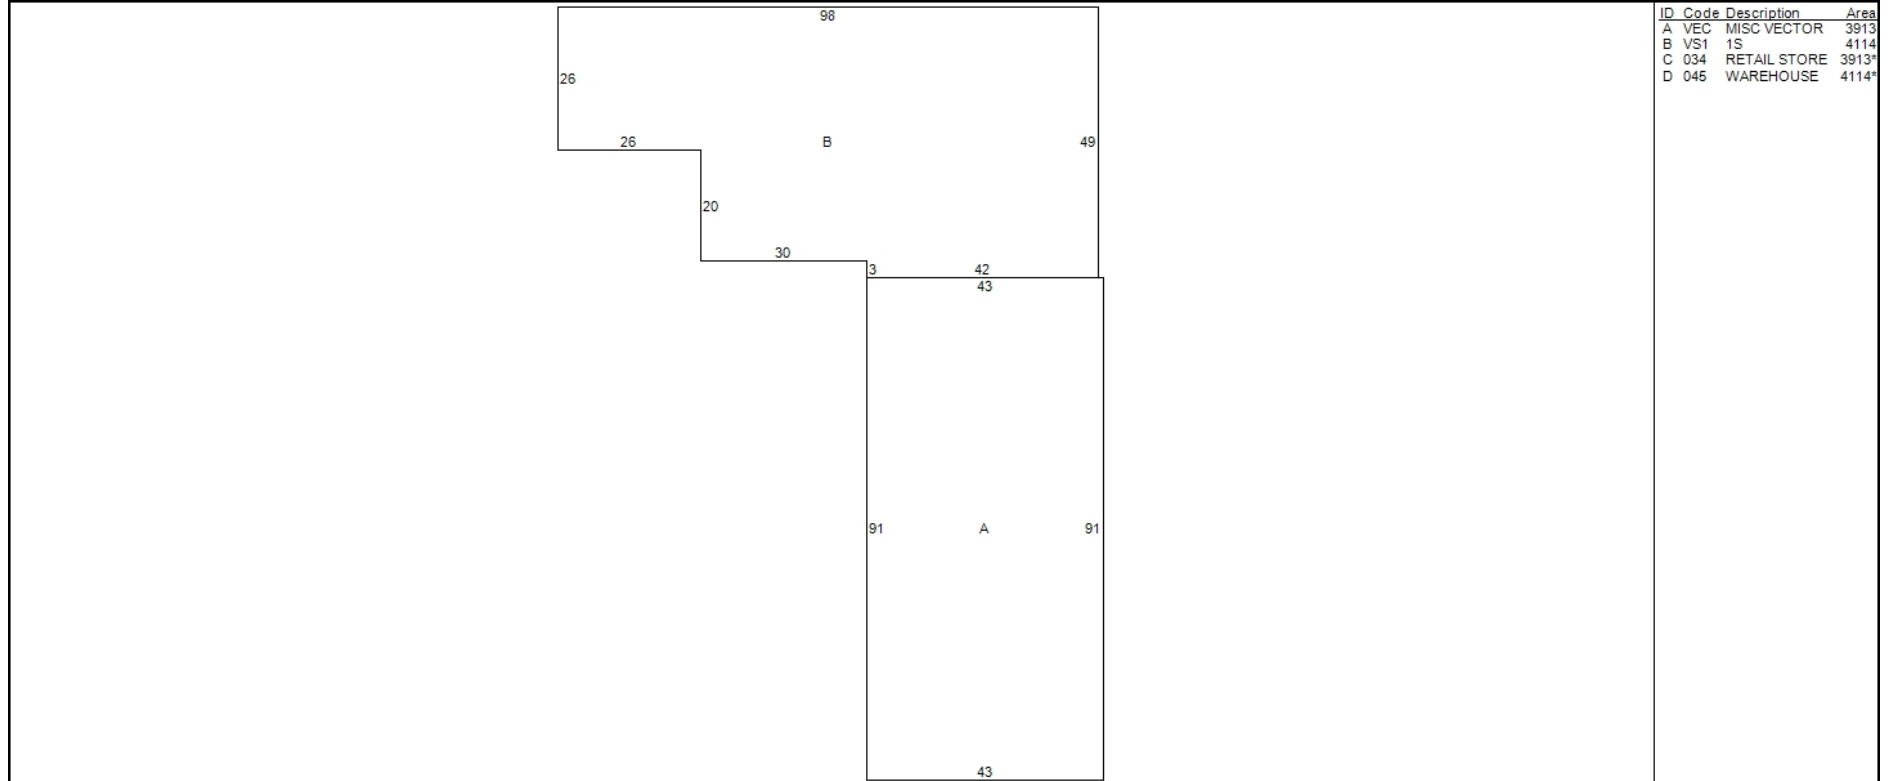 98
26
26
B
49
20
30
3
42
43
91
A
91
43
ID Code Description Area
A VEC MISC VECTOR 3913
B VS1 1S 4114
C 034 RETAIL STORE 3913*
D 045 WAREHOUSE 4114*